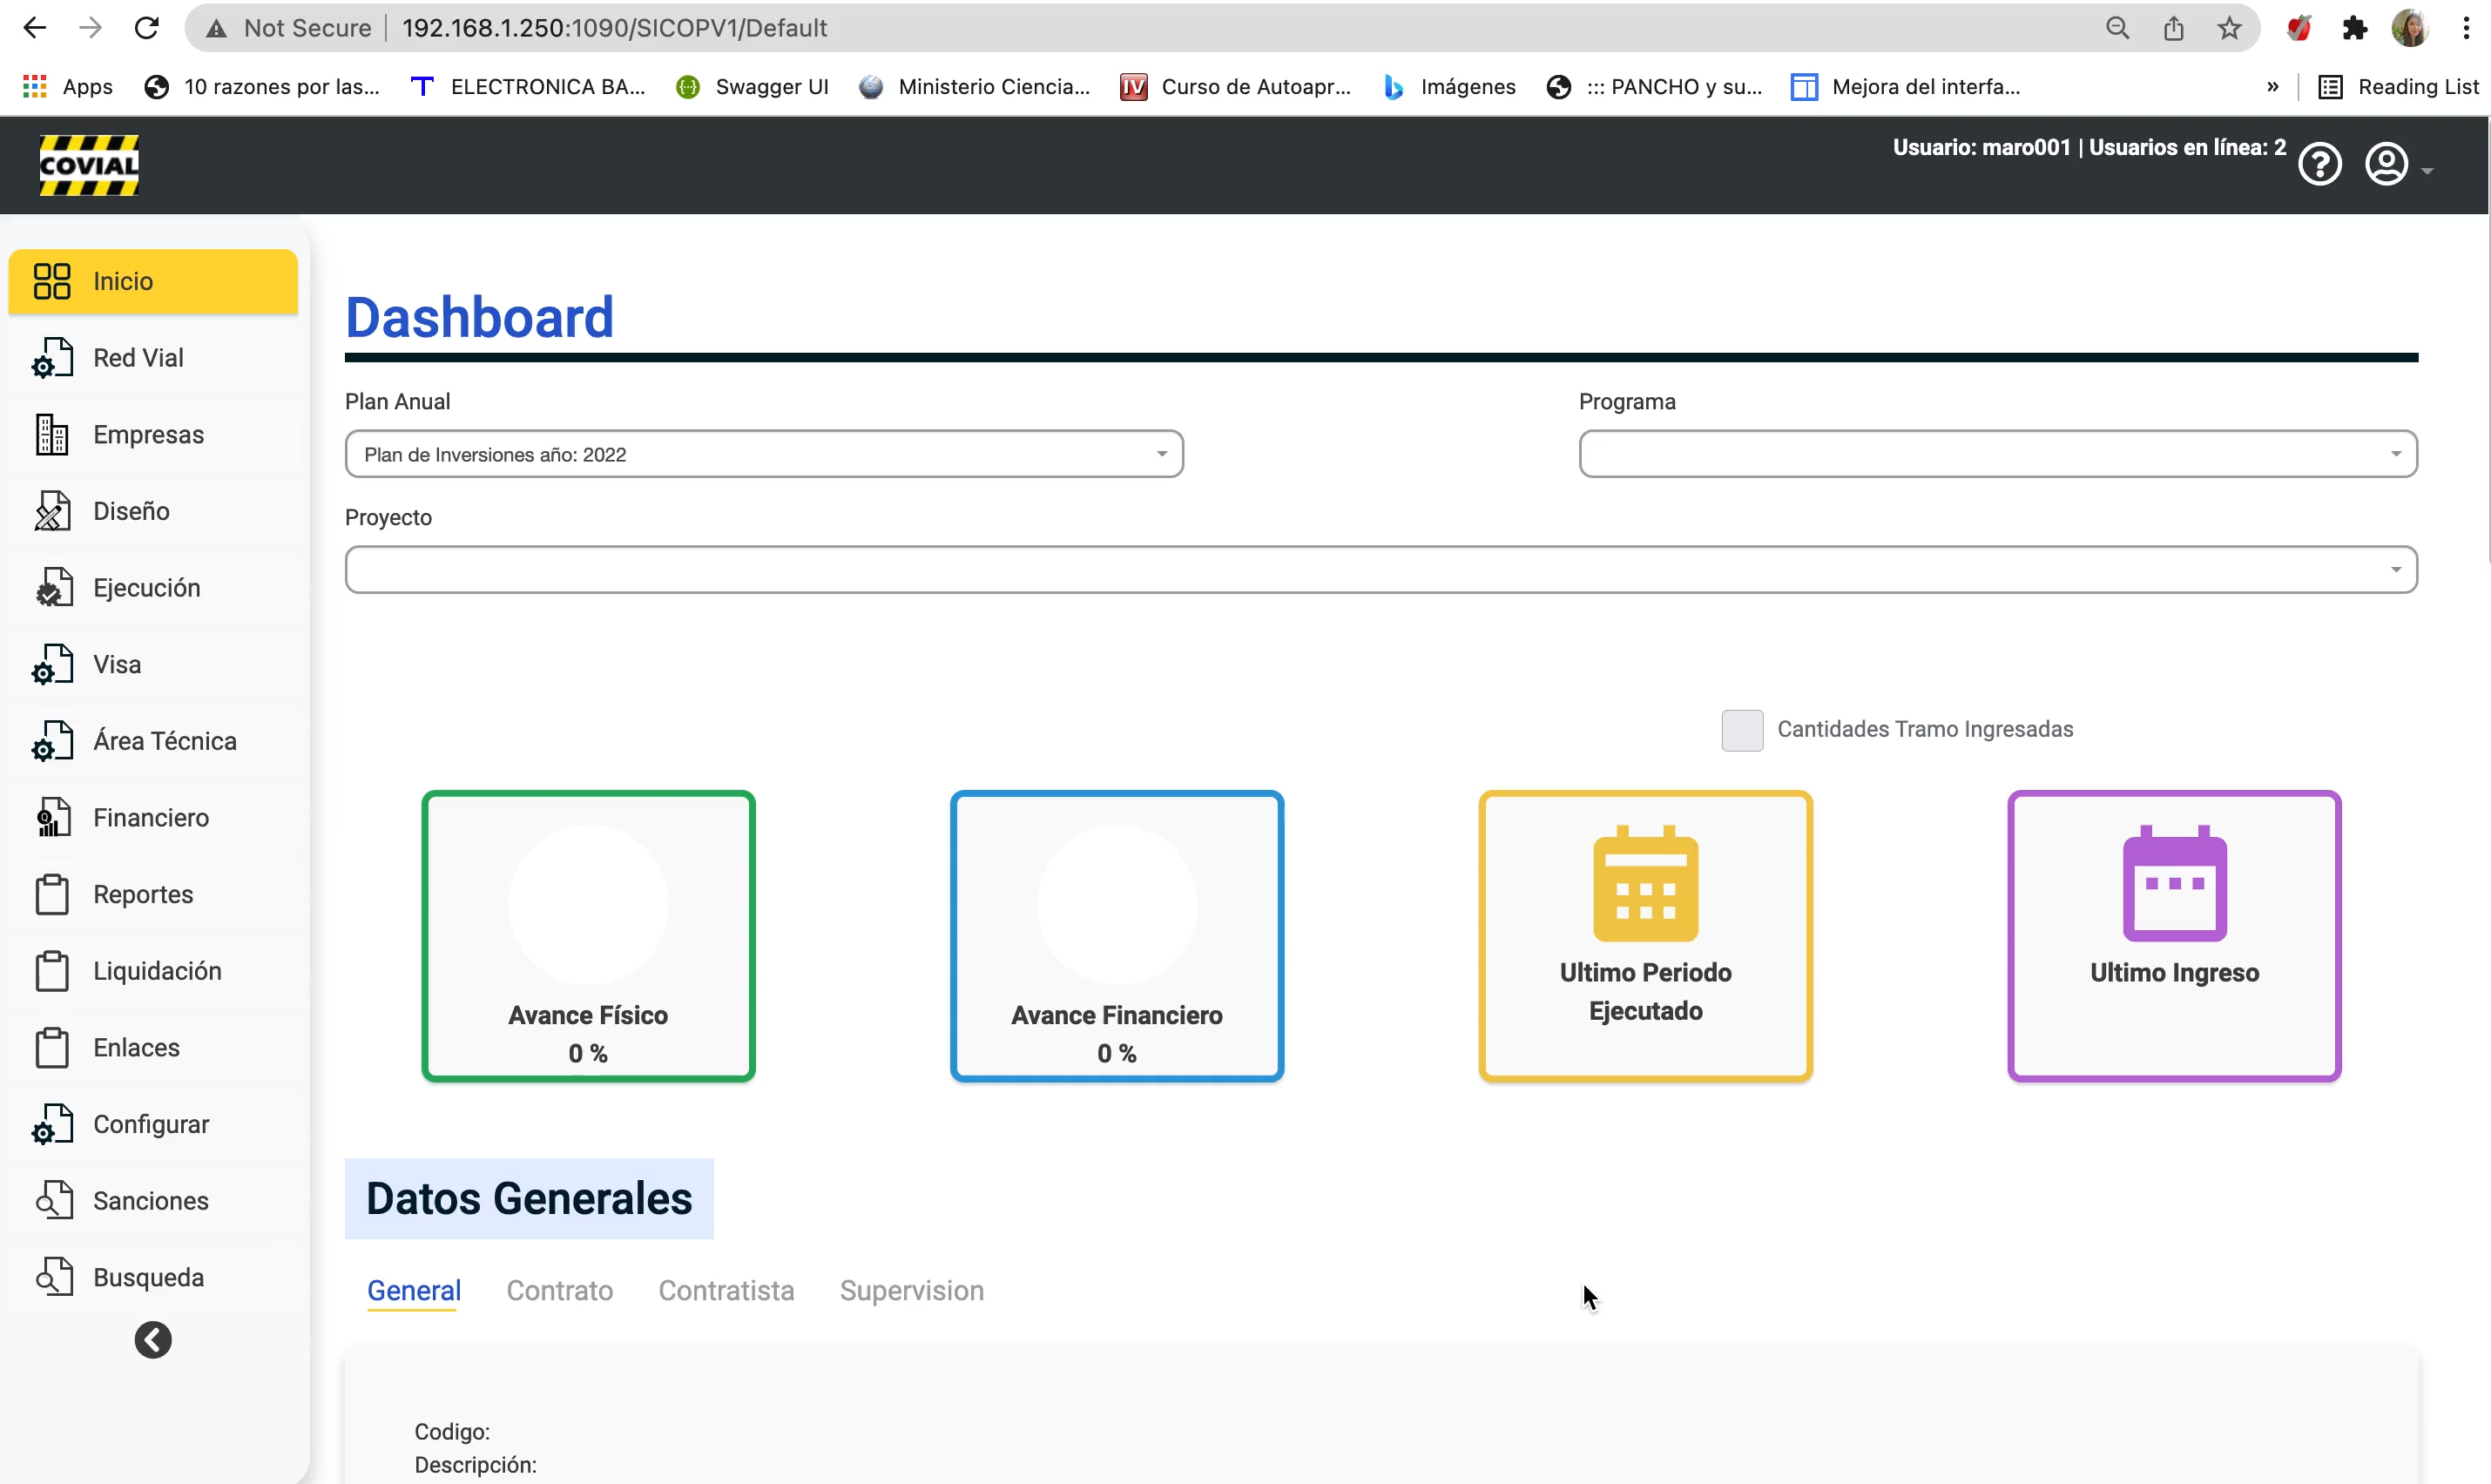 Not Secure 192.168.1.250:1090/SICOPV1/Default
Apps 10 razones por las... ELECTRONICA BA... Swagger UI Ministerio Ciencia... Curso de Autoapr... Imágenes ::: PANCHO y su... Mejora del interfa... » Reading List
COVIAL
Usuario: maro001 | Usuarios en línea: 2
Inicio
Red Vial
Empresas
Diseño
Ejecución
Visa
Área Técnica
Financiero
Reportes
Liquidación
Enlaces
Configurar
Sanciones
Busqueda
Dashboard
Plan Anual
Plan de Inversiones año: 2022
Programa
Proyecto
Cantidades Tramo Ingresadas
Avance Físico
0 %
Avance Financiero
0 %
Ultimo Periodo
Ejecutado
Ultimo Ingreso
Datos Generales
General Contrato Contratista Supervision
Codigo:
Descripción: